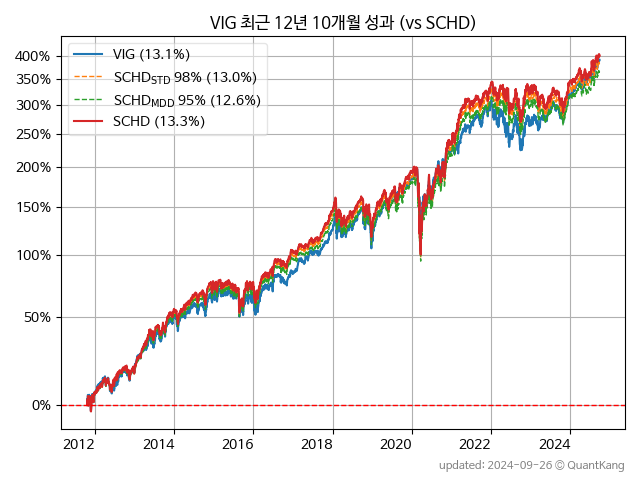 VIG 최근 12년 10개월 성과 (vs SCHD)
VIG (13.1%)
SCHD_STD 98% (13.0%)
SCHD_MDD 95% (12.6%)
SCHD (13.3%)
400%
350%
300%
250%
200%
150%
100%
50%
0%
2012 2014 2016 2018 2020 2022 2024
updated: 2024-09-26 © QuantKang